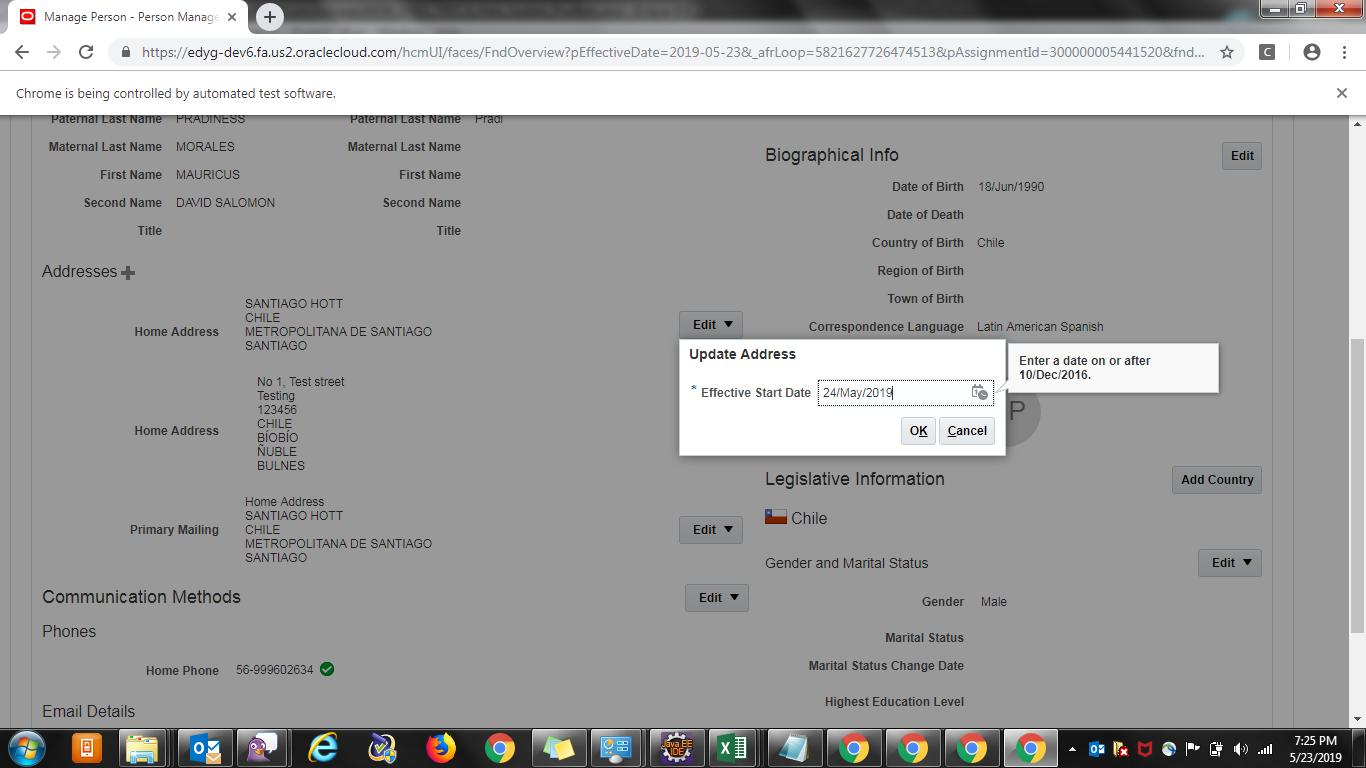 Manage Person - Person Manage
https://edyg-dev6.fa.us2.oraclecloud.com/hcmUI/faces/FndOverview?pEffectiveDate=2019-05-23&_afrLoop=5821627726474513&pAssignmentId=300000005441520&fnd...
C
Chrome is being controlled by automated test software.
Paternal Last Name PRADINESS Paternal Last Name Pradi
Maternal Last Name MORALES Maternal Last Name
First Name MAURICUS First Name
Second Name DAVID SALOMON Second Name
Title Title
Addresses
Home Address
SANTIAGO HOTT
CHILE
METROPOLITANA DE SANTIAGO
SANTIAGO
Edit
Home Address
No 1, Test street
Testing
123456
CHILE
BÍOBÍO
ÑUBLE
BULNES
Primary Mailing
Home Address
SANTIAGO HOTT
CHILE
METROPOLITANA DE SANTIAGO
SANTIAGO
Edit
Communication Methods
Edit
Phones
Home Phone 56-999602634
Email Details
Biographical Info
Edit
Date of Birth 18/Jun/1990
Date of Death
Country of Birth Chile
Region of Birth
Town of Birth
Correspondence Language Latin American Spanish
Update Address
* Effective Start Date 24/May/2019
OK Cancel
Enter a date on or after
10/Dec/2016.
P
Legislative Information
Add Country
Chile
Gender and Marital Status
Edit
Gender Male
Marital Status
Marital Status Change Date
Highest Education Level
Java EE
IDE
7:25 PM
5/23/2019